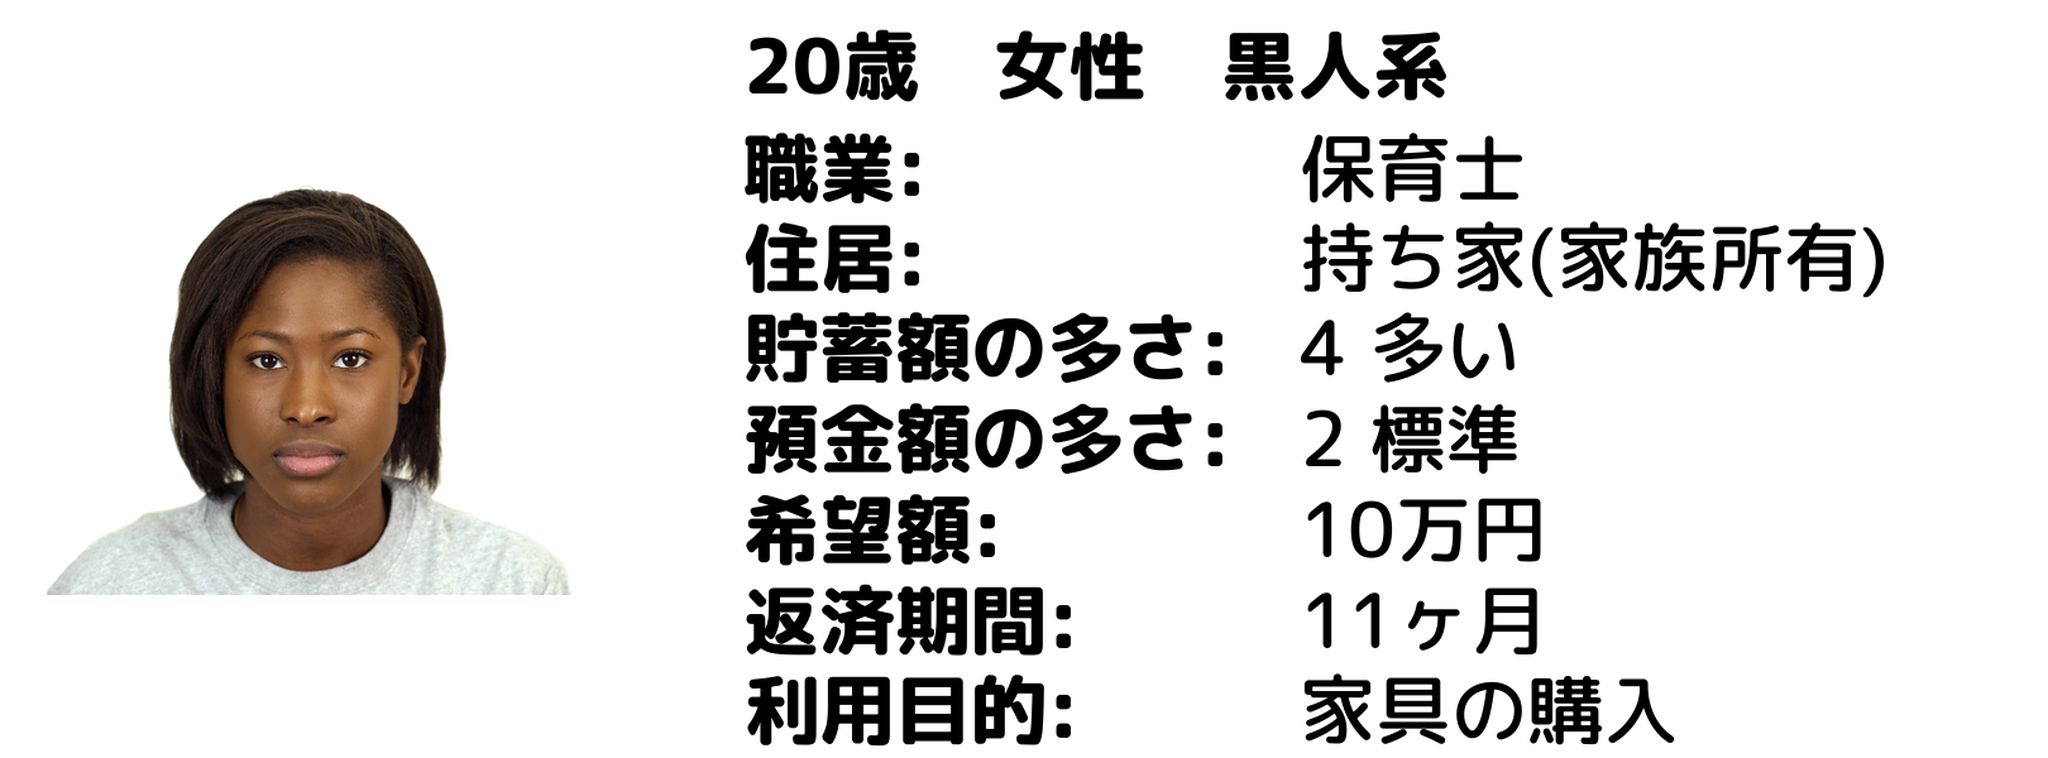 20歳　女性　黒人系
職業: 保育士
住居: 持ち家(家族所有)
貯蓄額の多さ: 4 多い
預金額の多さ: 2 標準
希望額: 10万円
返済期間: 11ヶ月
利用目的: 家具の購入